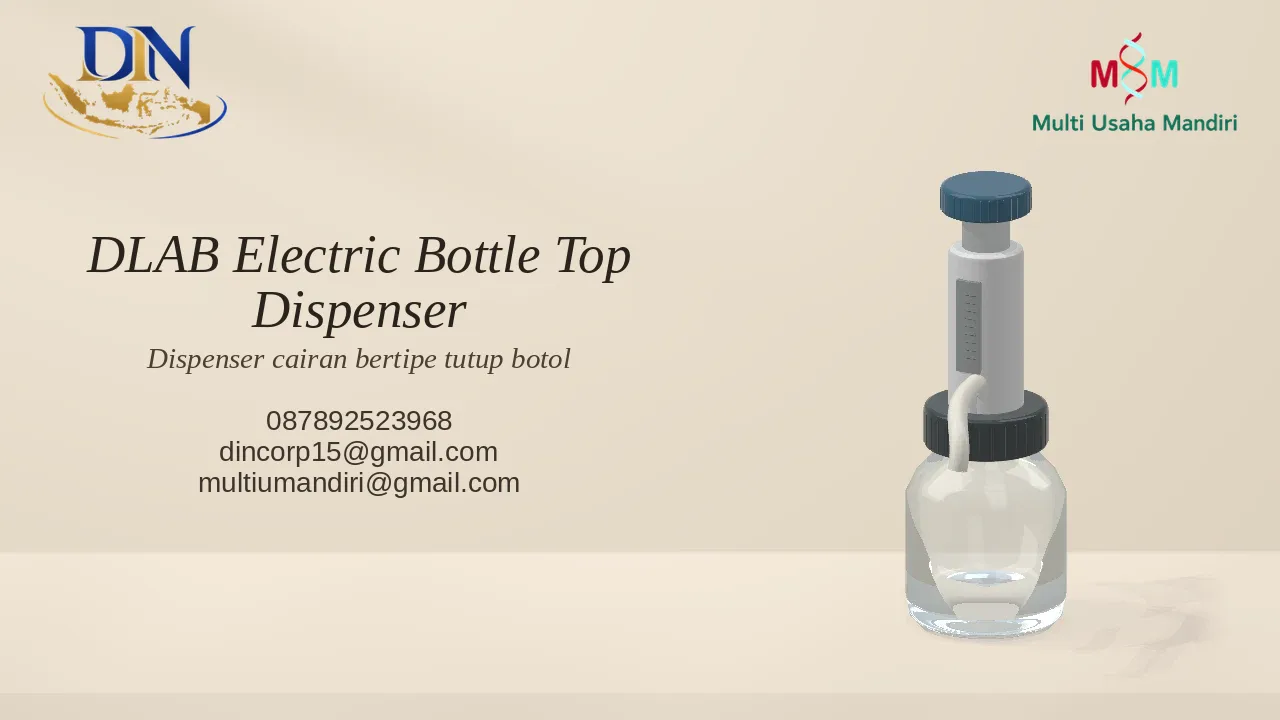 DIN
M M
Multi Usaha Mandiri
DLAB Electric Bottle Top
Dispenser
Dispenser cairan bertipe tutup botol
087892523968
dincorp15@gmail.com
multiumandiri@gmail.com